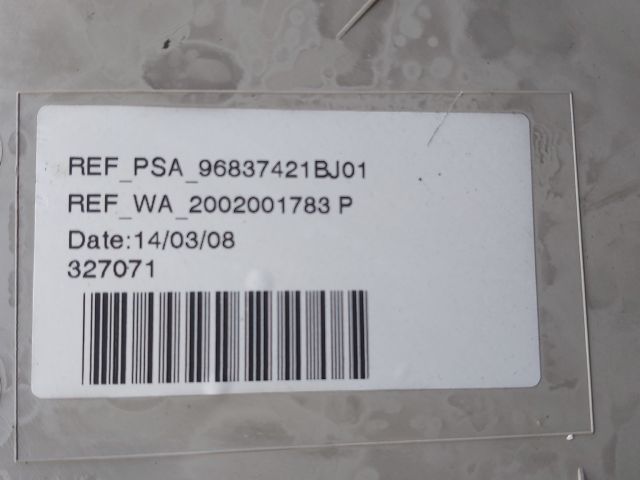 REF_PSA_96837421BJ01
REF_WA_2002001783 P
Date:14/03/08
327071